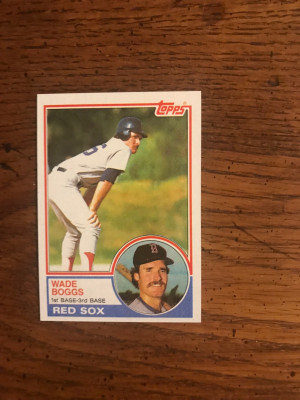 Topps
WADE
BOGGS
1st BASE-3rd BASE
RED SOX